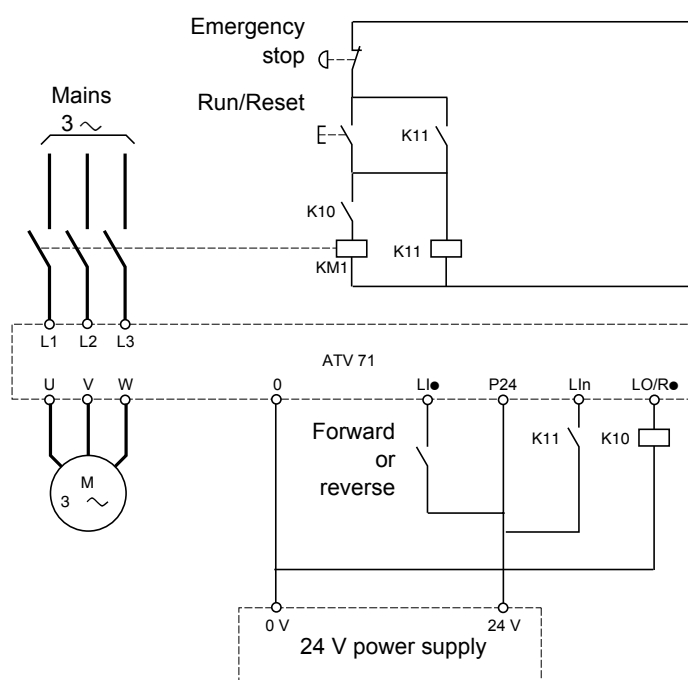 Emergency
stop
Mains
3 ~
Run/Reset
K11
K10
KM1
K11
L1 L2 L3
ATV 71
U V W 0 LI● P24 LIn LO/R●
Forward
or
reverse
K11 K10
M
3 ~
0 V 24 V
24 V power supply